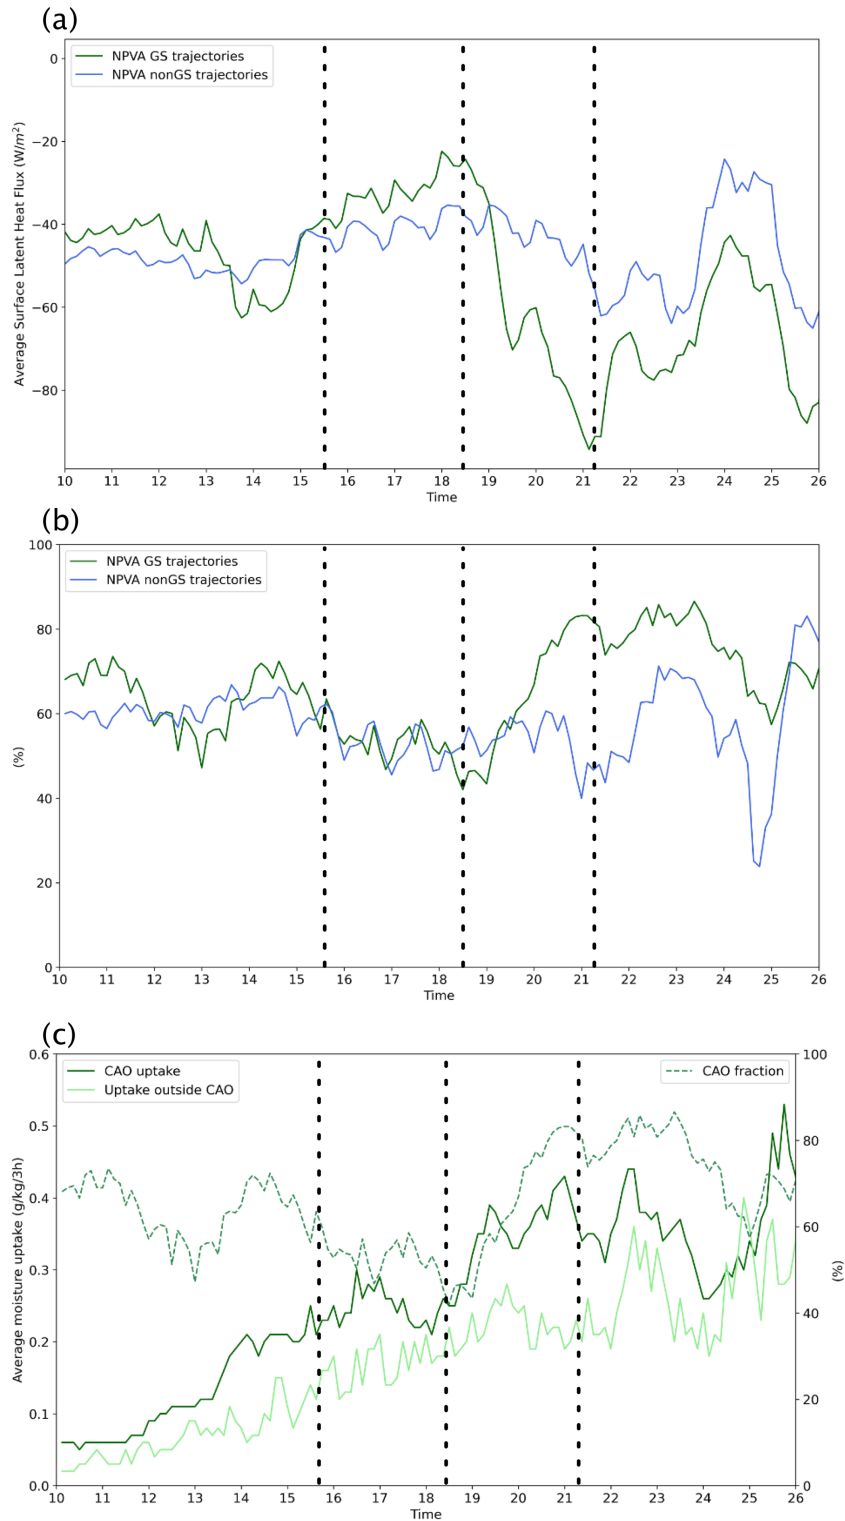 (a)
NPVA GS trajectories
NPVA nonGS trajectories
Average Surface Latent Heat Flux (W/m²)
0
−20
−40
−60
−80
10 11 12 13 14 15 16 17 18 19 20 21 22 23 24 25 26
Time
(b)
NPVA GS trajectories
NPVA nonGS trajectories
(%)
100
80
60
40
20
0
10 11 12 13 14 15 16 17 18 19 20 21 22 23 24 25 26
Time
(c)
CAO uptake
Uptake outside CAO
CAO fraction
Average moisture uptake (g/kg/3h)
0.6
0.5
0.4
0.3
0.2
0.1
0.0
100
80
60
40
20
0
(%)
10 11 12 13 14 15 16 17 18 19 20 21 22 23 24 25 26
Time